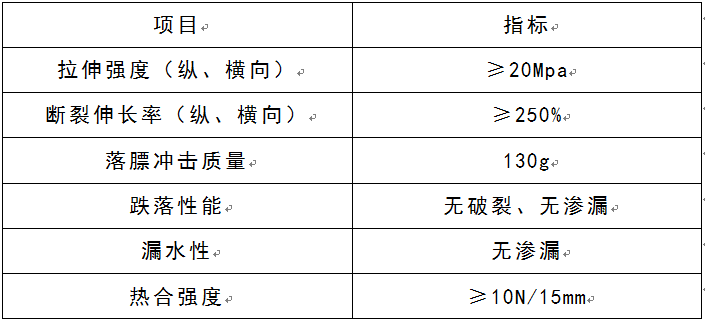 项目 指标
拉伸强度（纵、横向） ≥20Mpa
断裂伸长率（纵、横向） ≥250%
落膘冲击质量 130g
跌落性能 无破裂、无渗漏
漏水性 无渗漏
热合强度 ≥10N/15mm